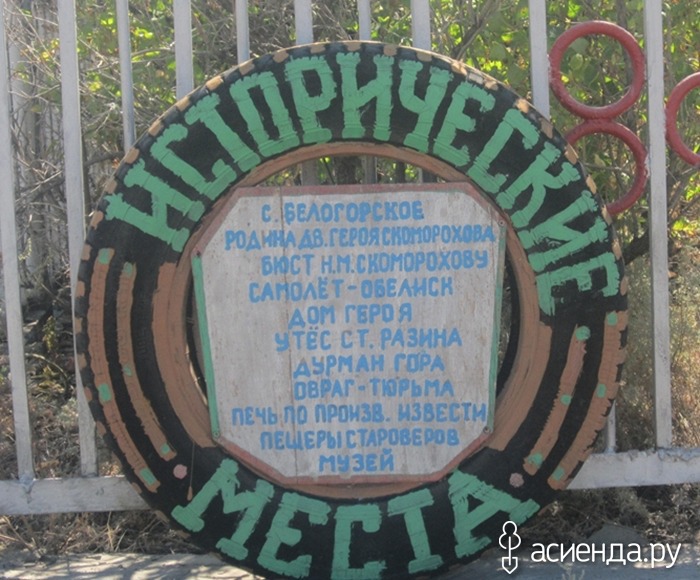 ИСТОРИЧЕСКИЕ
С. БЕЛОГОРСКОЕ
РОДИНА ДВ. ГЕРОЯ СКОМОРОХОВА
БЮСТ Н.М. СКОМОРОХОВУ
САМОЛЁТ-ОБЕЛИСК
ДОМ ГЕРОЯ
УТЁС СТ. РАЗИНА
ДУРМАН ГОРА
ОВРАГ-ТЮРЬМА
ПЕЧЬ ПО ПРОИЗВ. ИЗВЕСТИ
ПЕЩЕРЫ СТАРОВЕРОВ
МУЗЕЙ
МЕСТА
асиенда.ру